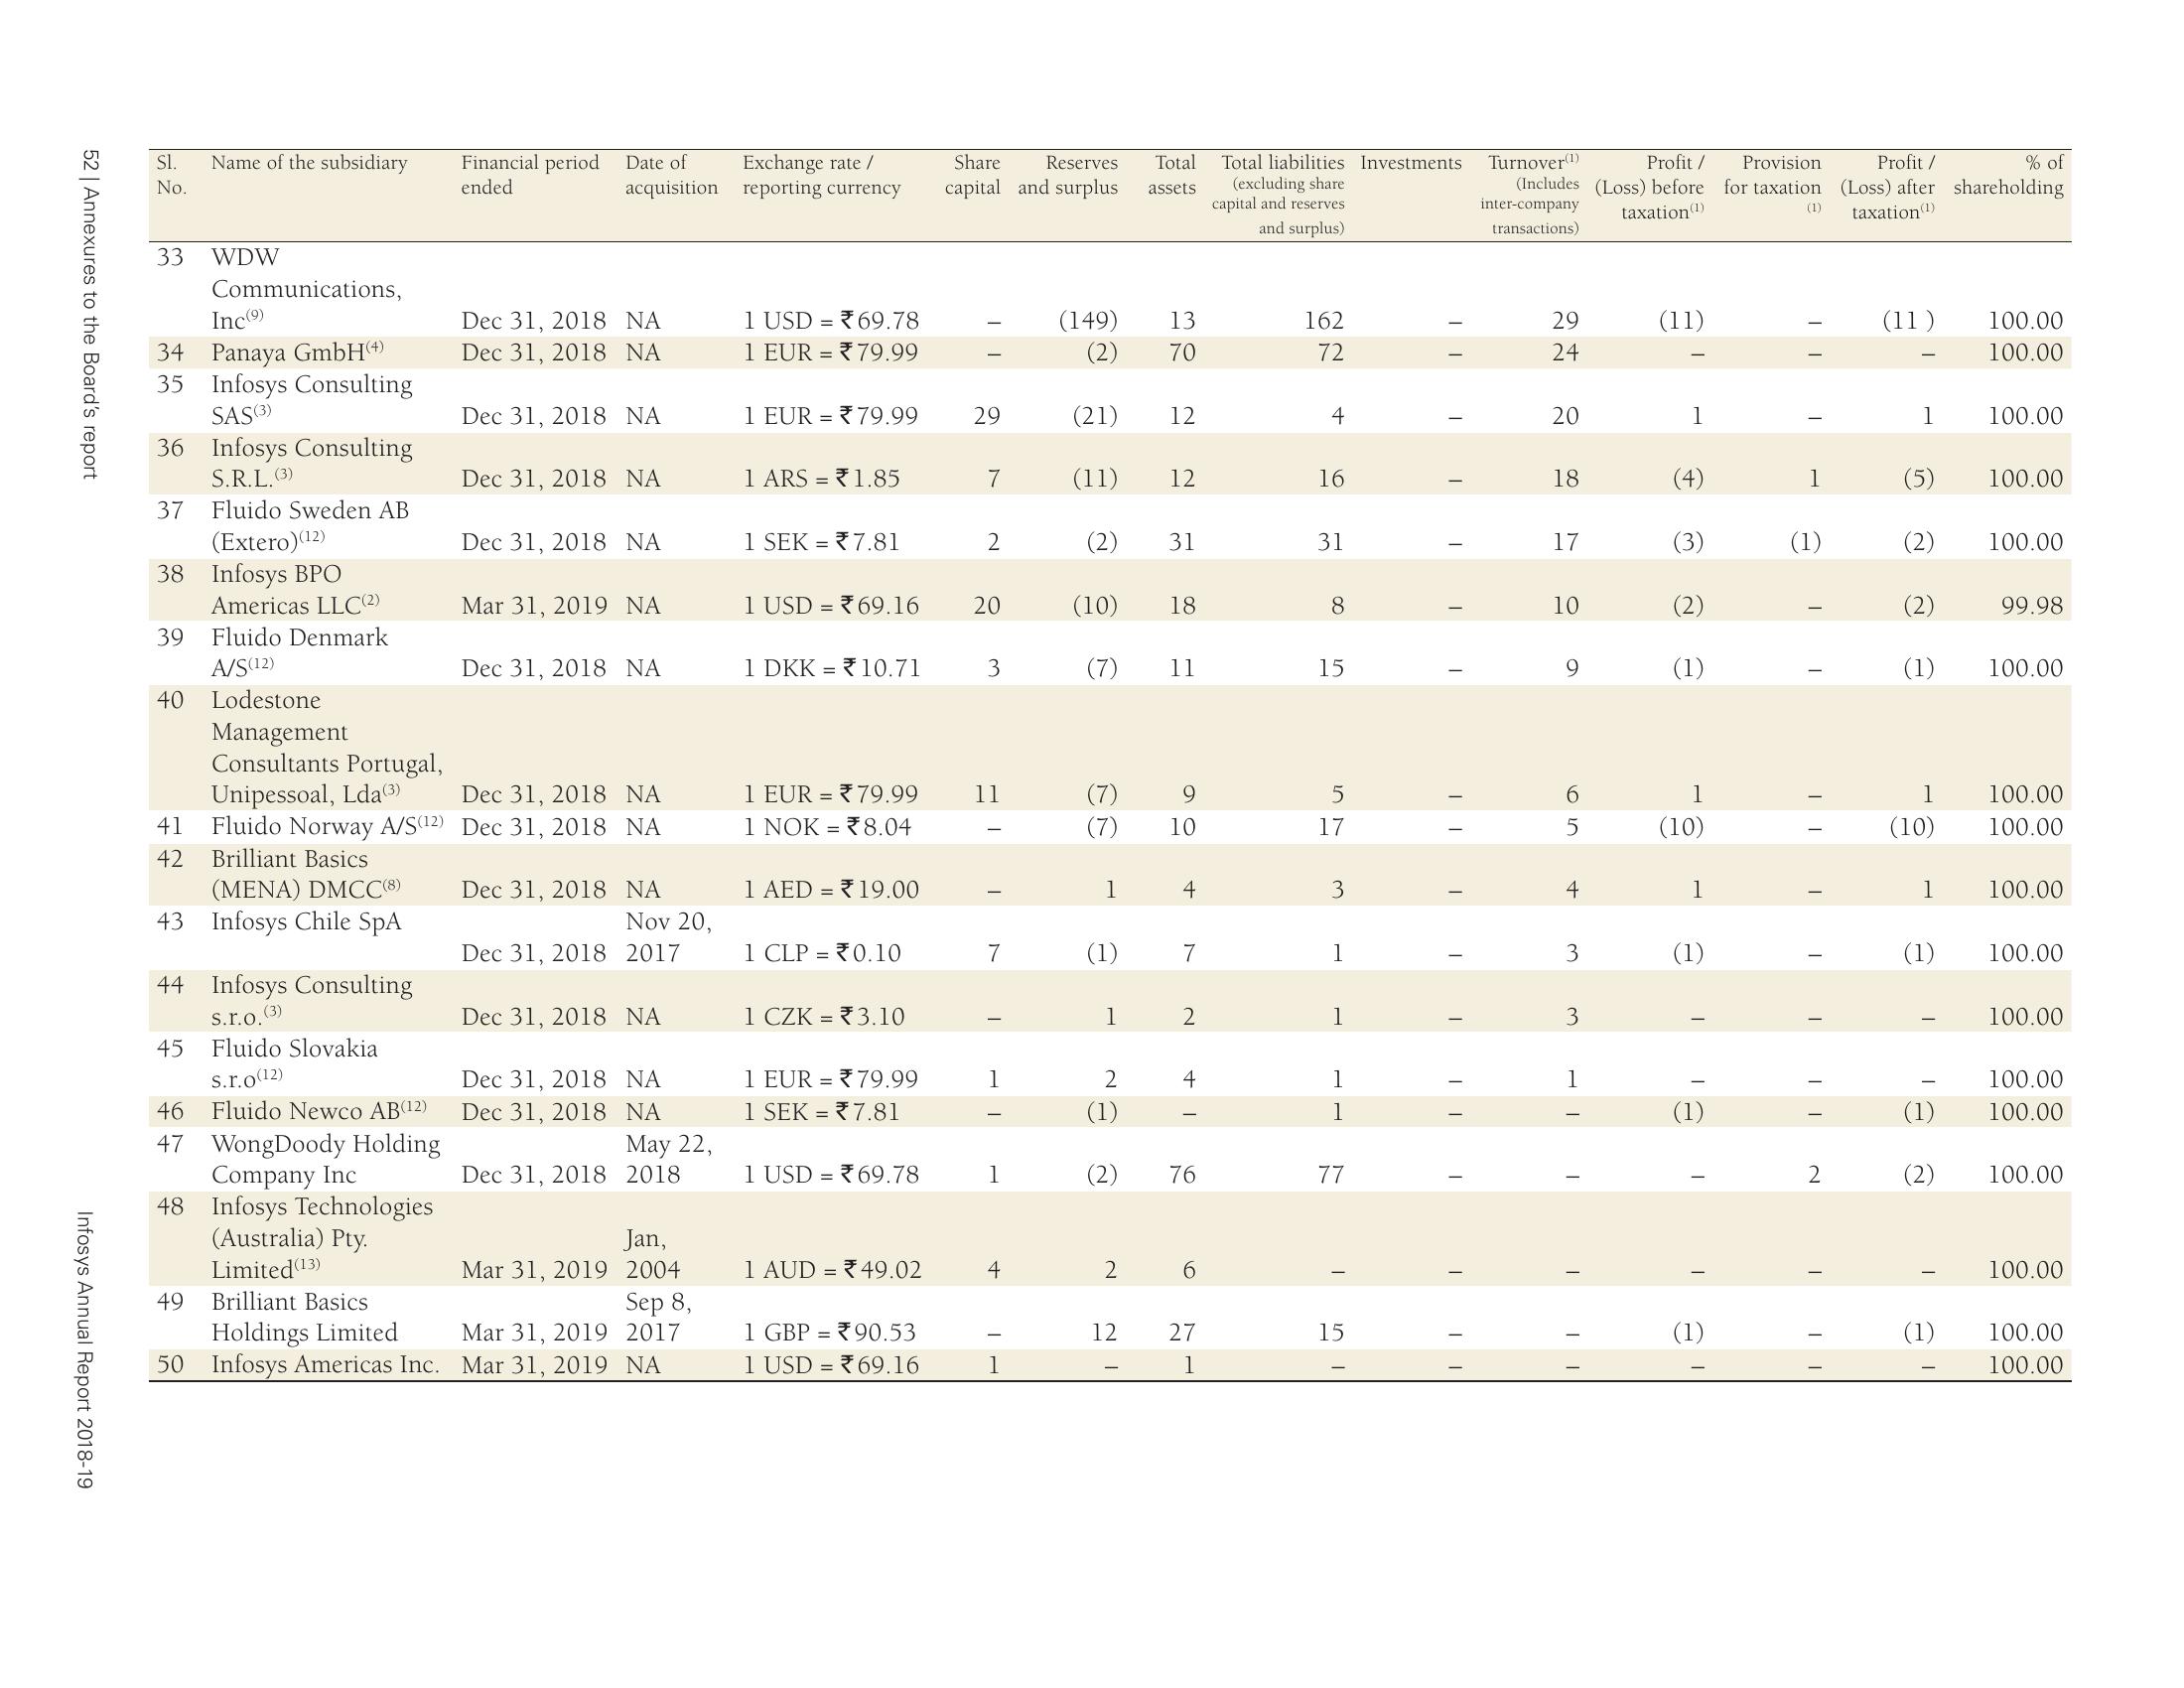 52 | Annexures to the Board's report
Infosys Annual Report 2018-19
Sl. No. Name of the subsidiary Financial period ended Date of acquisition Exchange rate / reporting currency Share capital Reserves and surplus Total assets Total liabilities (excluding share capital and reserves and surplus) Investments Turnover(1) (Includes inter-company transactions) Profit / (Loss) before taxation(1) Provision for taxation (1) Profit / (Loss) after taxation(1) % of shareholding
33 WDW
Communications,
Inc(9) Dec 31, 2018 NA 1 USD = ₹69.78 – (149) 13 162 – 29 (11) – (11 ) 100.00
34 Panaya GmbH(4) Dec 31, 2018 NA 1 EUR = ₹79.99 – (2) 70 72 – 24 – – – 100.00
35 Infosys Consulting
SAS(3) Dec 31, 2018 NA 1 EUR = ₹79.99 29 (21) 12 4 – 20 1 – 1 100.00
36 Infosys Consulting
S.R.L.(3) Dec 31, 2018 NA 1 ARS = ₹1.85 7 (11) 12 16 – 18 (4) 1 (5) 100.00
37 Fluido Sweden AB
(Extero)(12) Dec 31, 2018 NA 1 SEK = ₹7.81 2 (2) 31 31 – 17 (3) (1) (2) 100.00
38 Infosys BPO
Americas LLC(2) Mar 31, 2019 NA 1 USD = ₹69.16 20 (10) 18 8 – 10 (2) – (2) 99.98
39 Fluido Denmark
A/S(12) Dec 31, 2018 NA 1 DKK = ₹10.71 3 (7) 11 15 – 9 (1) – (1) 100.00
40 Lodestone
Management
Consultants Portugal,
Unipessoal, Lda(3) Dec 31, 2018 NA 1 EUR = ₹79.99 11 (7) 9 5 – 6 1 – 1 100.00
41 Fluido Norway A/S(12) Dec 31, 2018 NA 1 NOK = ₹8.04 – (7) 10 17 – 5 (10) – (10) 100.00
42 Brilliant Basics
(MENA) DMCC(8) Dec 31, 2018 NA 1 AED = ₹19.00 – 1 4 3 – 4 1 – 1 100.00
43 Infosys Chile SpA Nov 20,
Dec 31, 2018 2017 1 CLP = ₹0.10 7 (1) 7 1 – 3 (1) – (1) 100.00
44 Infosys Consulting
s.r.o.(3) Dec 31, 2018 NA 1 CZK = ₹3.10 – 1 2 1 – 3 – – – 100.00
45 Fluido Slovakia
s.r.o(12) Dec 31, 2018 NA 1 EUR = ₹79.99 1 2 4 1 – 1 – – – 100.00
46 Fluido Newco AB(12) Dec 31, 2018 NA 1 SEK = ₹7.81 – (1) – 1 – – (1) – (1) 100.00
47 WongDoody Holding May 22,
Company Inc Dec 31, 2018 2018 1 USD = ₹69.78 1 (2) 76 77 – – – 2 (2) 100.00
48 Infosys Technologies
(Australia) Pty. Jan,
Limited(13) Mar 31, 2019 2004 1 AUD = ₹49.02 4 2 6 – – – – – – 100.00
49 Brilliant Basics Sep 8,
Holdings Limited Mar 31, 2019 2017 1 GBP = ₹90.53 – 12 27 15 – – (1) – (1) 100.00
50 Infosys Americas Inc. Mar 31, 2019 NA 1 USD = ₹69.16 1 – 1 – – – – – – 100.00